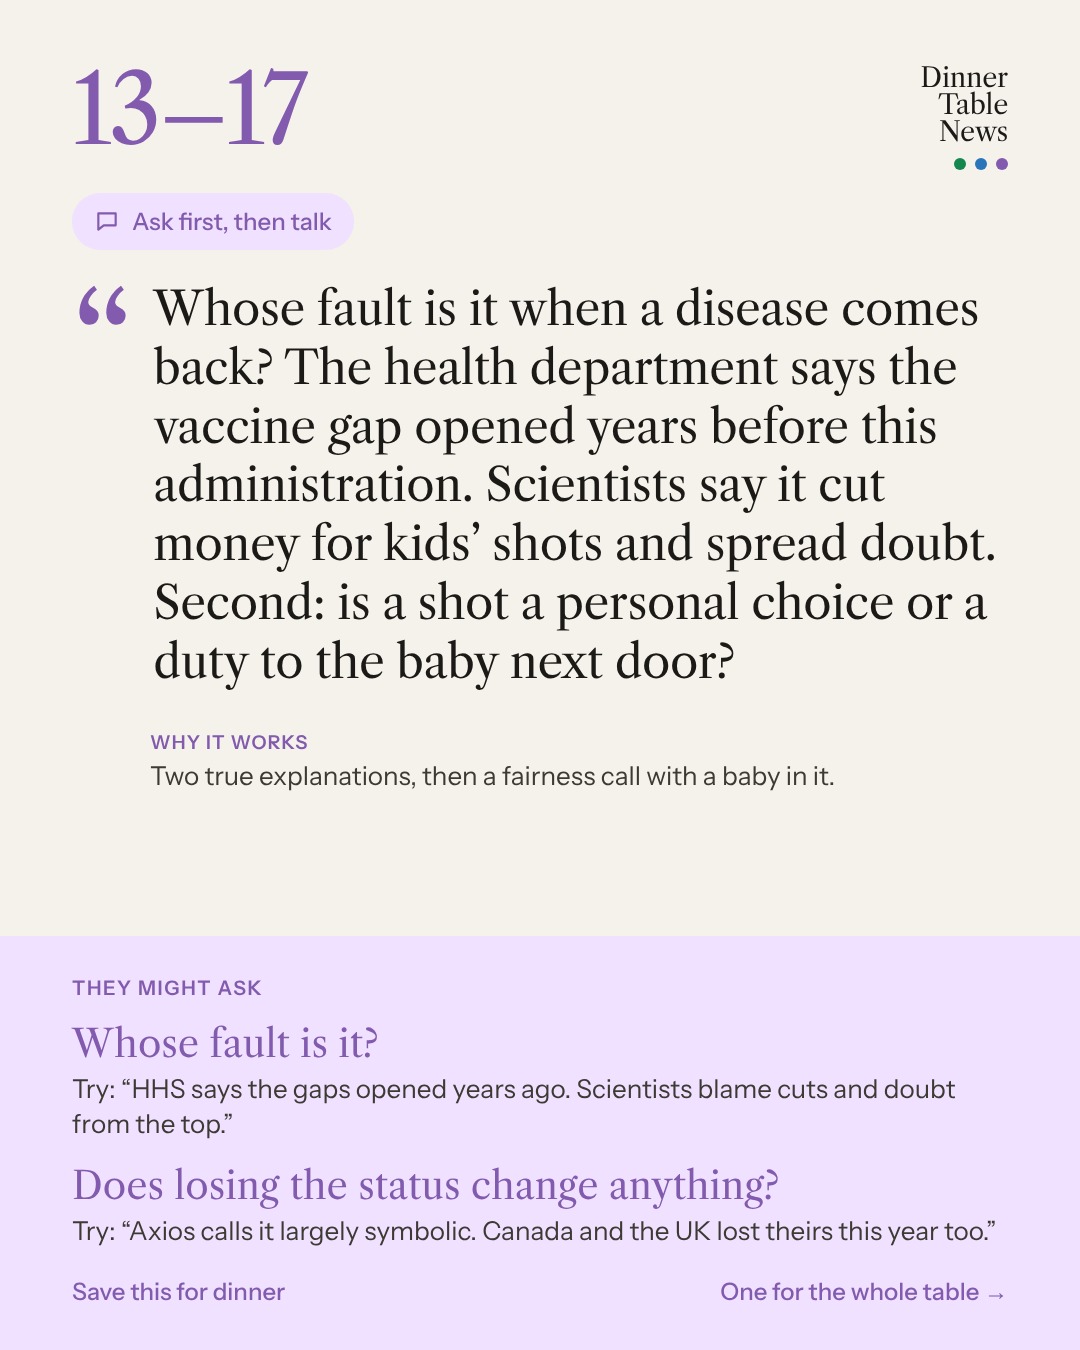 13–17
Dinner
Table
News
Ask first, then talk
“ Whose fault is it when a disease comes
back? The health department says the
vaccine gap opened years before this
administration. Scientists say it cut
money for kids’ shots and spread doubt.
Second: is a shot a personal choice or a
duty to the baby next door?
WHY IT WORKS
Two true explanations, then a fairness call with a baby in it.
THEY MIGHT ASK
Whose fault is it?
Try: “HHS says the gaps opened years ago. Scientists blame cuts and doubt
from the top.”
Does losing the status change anything?
Try: “Axios calls it largely symbolic. Canada and the UK lost theirs this year too.”
Save this for dinner
One for the whole table →